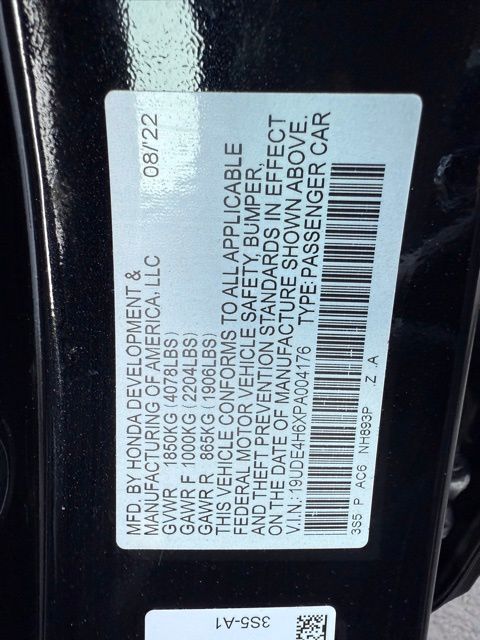 MFD. BY HONDA DEVELOPMENT &
MANUFACTURING OF AMERICA, LLC 08/'22
GVWR 1850KG (4078LBS)
GAWR F 1000KG (2204LBS)
GAWR R 865KG (1906LBS)
THIS VEHICLE CONFORMS TO ALL APPLICABLE
FEDERAL MOTOR VEHICLE SAFETY, BUMPER,
AND THEFT PREVENTION STANDARDS IN EFFECT
ON THE DATE OF MANUFACTURE SHOWN ABOVE.
V.I.N: 19UDE4H6XPA004176 TYPE: PASSENGER CAR
3S5 P AC6 NH893P Z .A
3S5-A1